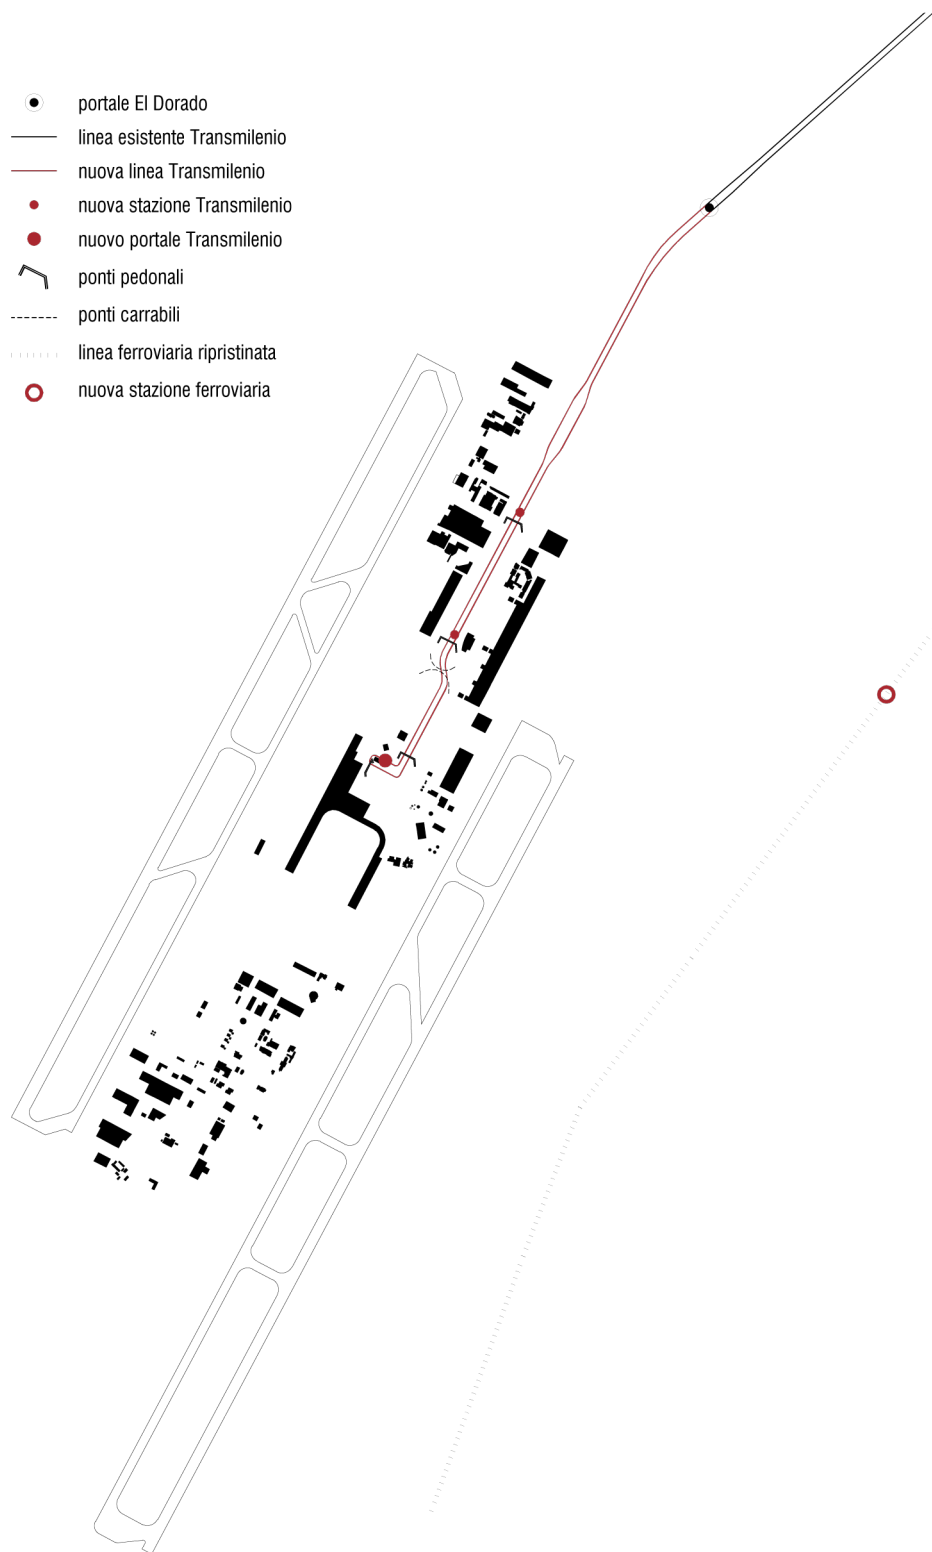 portale El Dorado
linea esistente Transmilenio
nuova linea Transmilenio
nuova stazione Transmilenio
nuovo portale Transmilenio
ponti pedonali
ponti carrabili
linea ferroviaria ripristinata
nuova stazione ferroviaria